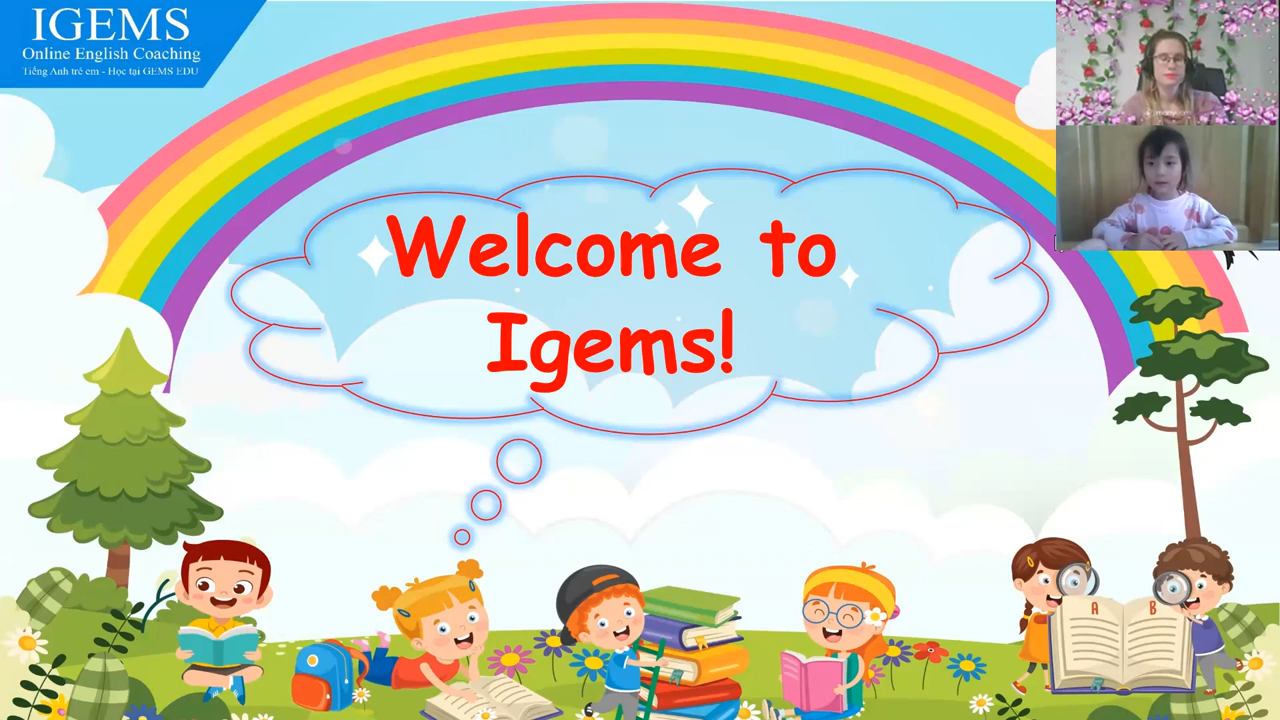 IGEMS
Online English Coaching
Tiếng Anh trẻ em - Học tại GEMS EDU
Welcome to
Igems!
A B